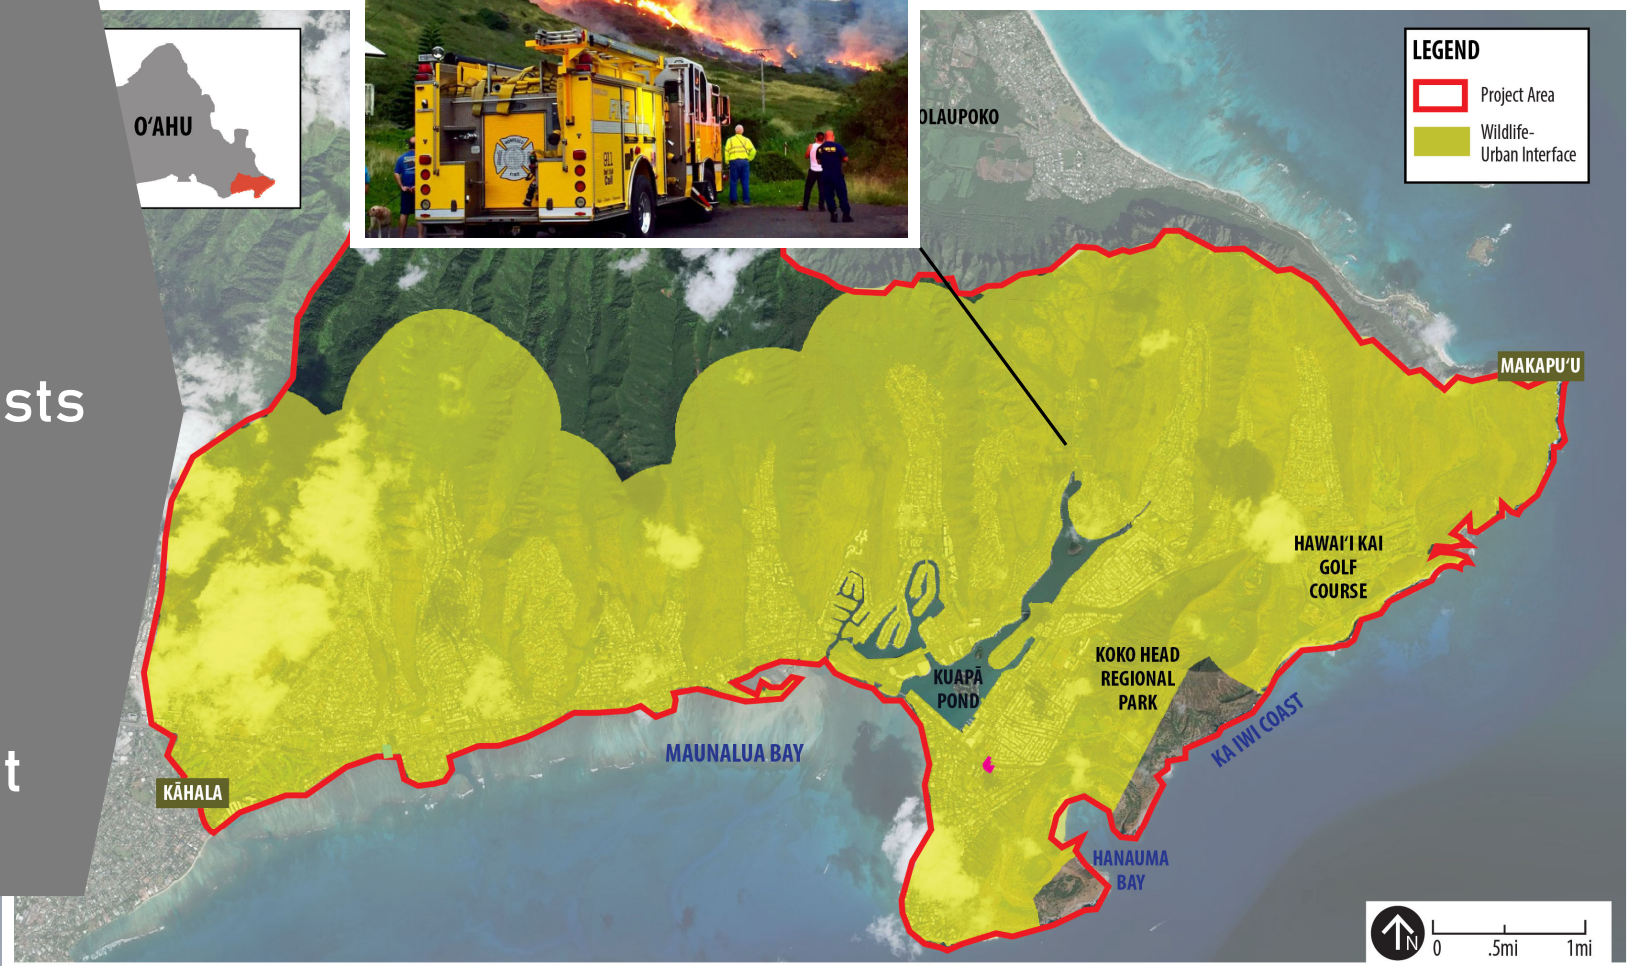 sts
t
O‘AHU
OLAUPOKO
LEGEND
Project Area
Wildlife-
Urban Interface
MAKAPU‘U
HAWAI‘I KAI
GOLF
COURSE
KOKO HEAD
REGIONAL
PARK
KUAPĀ
POND
KA IWI COAST
MAUNALUA BAY
KĀHALA
HANAUMA
BAY
N
0 .5mi 1mi